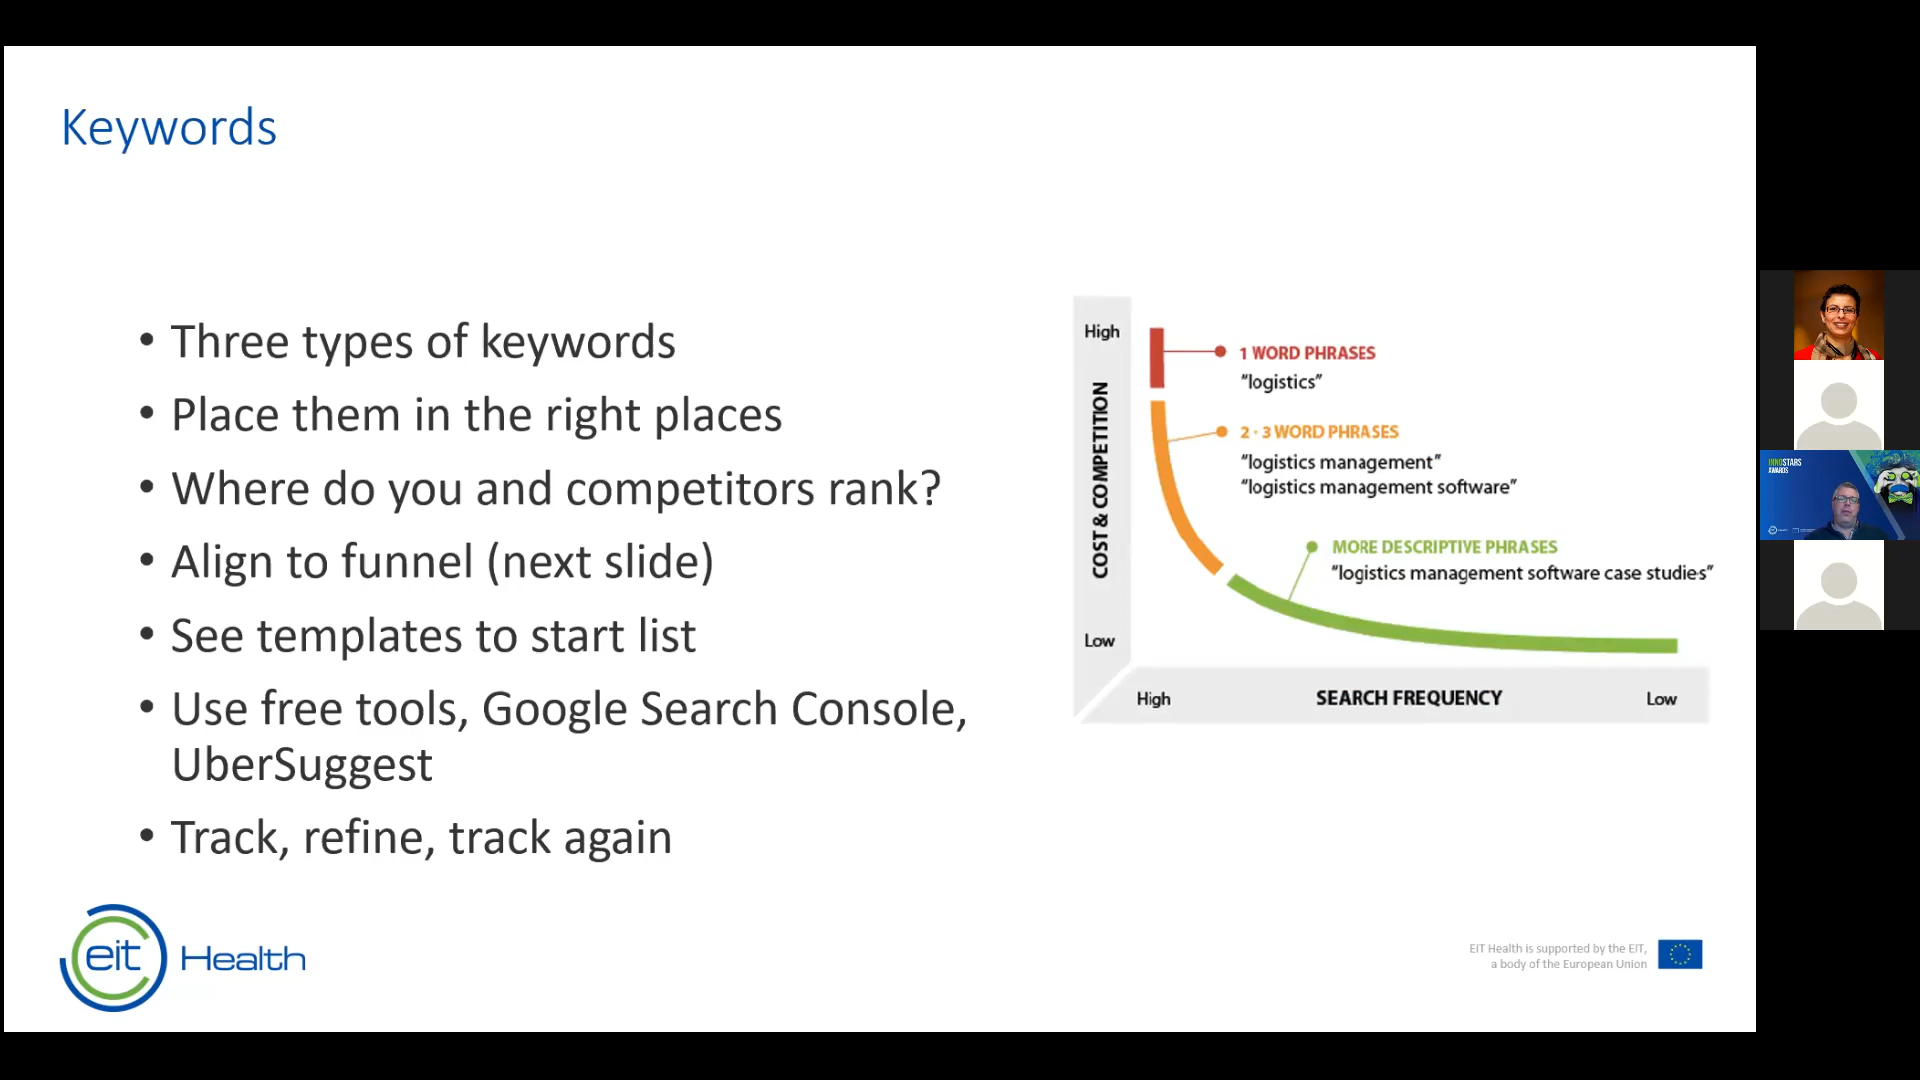 Keywords
• Three types of keywords
• Place them in the right places
• Where do you and competitors rank?
• Align to funnel (next slide)
• See templates to start list
• Use free tools, Google Search Console,
UberSuggest
• Track, refine, track again
High
COST & COMPETITION
Low
1 WORD PHRASES
“logistics”
2 - 3 WORD PHRASES
“logistics management”
“logistics management software”
MORE DESCRIPTIVE PHRASES
“logistics management software case studies”
High
SEARCH FREQUENCY
Low
eit Health
EIT Health is supported by the EIT,
a body of the European Union
INNOSTARS
AWARDS